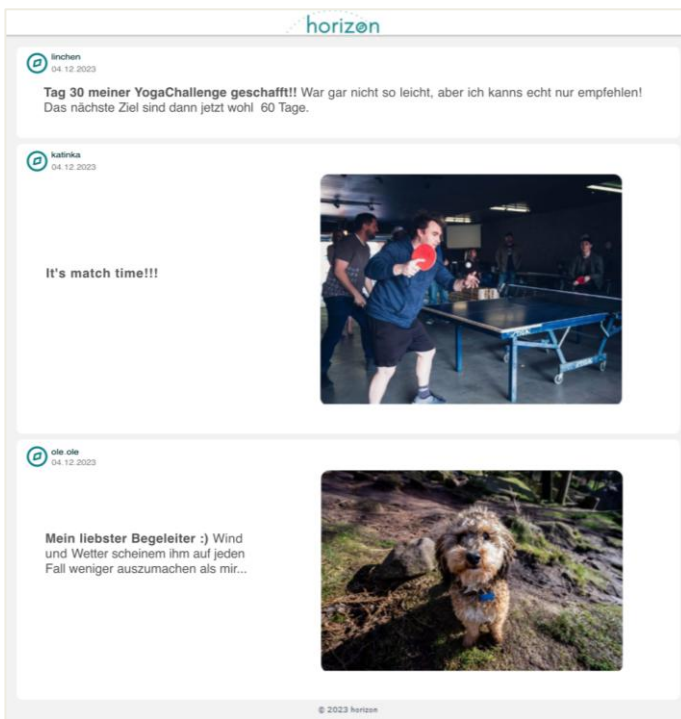 horizon
linchen
04.12.2023
Tag 30 meiner YogaChallenge geschafft!! War gar nicht so leicht, aber ich kanns echt nur empfehlen!
Das nächste Ziel sind dann jetzt wohl 60 Tage.
katinka
04.12.2023
It's match time!!!
ole.ole
04.12.2023
Mein liebster Begeleiter :) Wind
und Wetter scheinem ihm auf jeden
Fall weniger auszumachen als mir...
© 2023 horizon